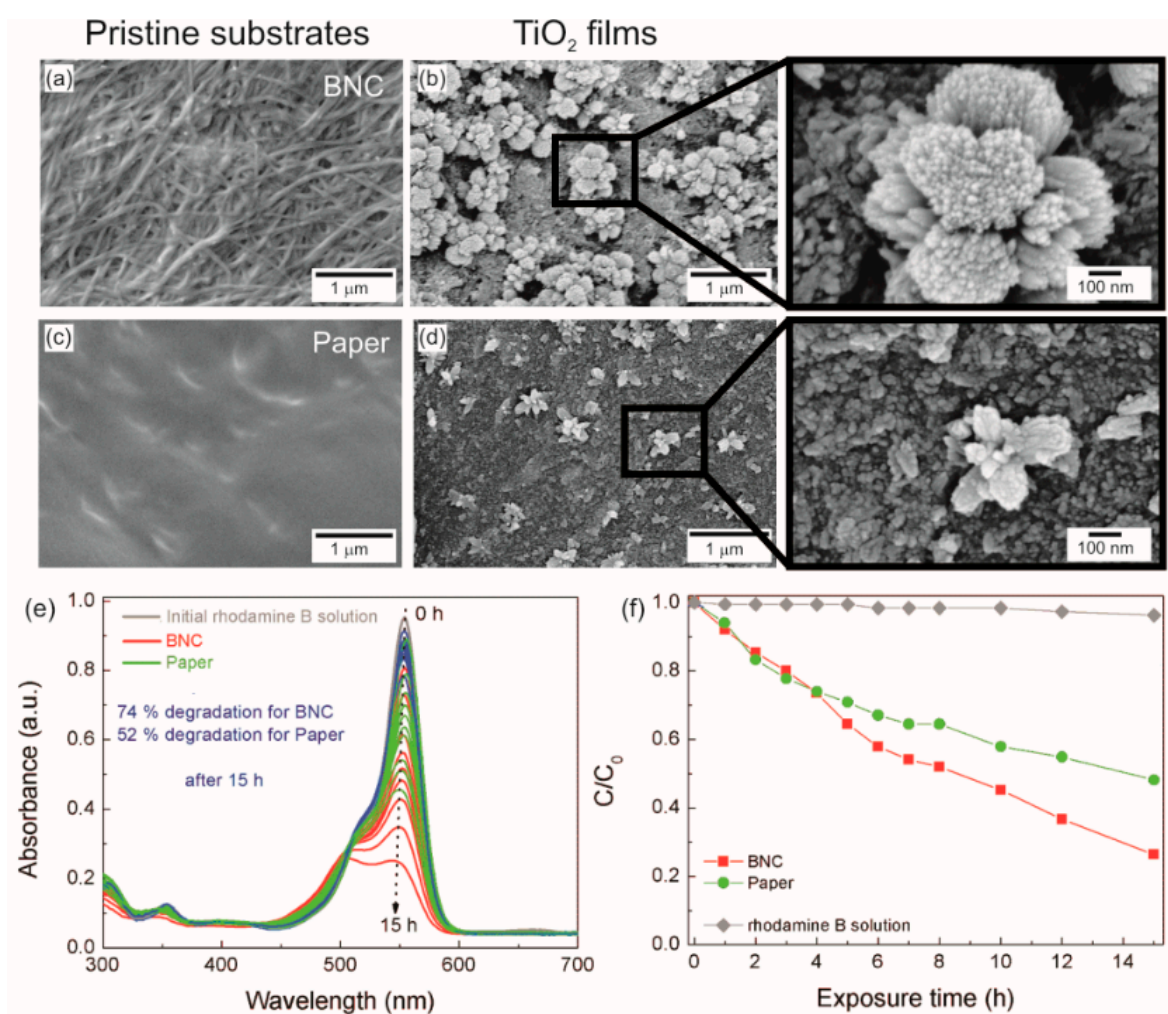 Pristine substrates
TiO₂ films
(a)
BNC
1 μm
(b)
1 μm
100 nm
(c)
Paper
1 μm
(d)
1 μm
100 nm
(e)
1.0
0.8
0.6
0.4
0.2
0.0
Absorbance (a.u.)
Initial rhodamine B solution
BNC
Paper
74 % degradation for BNC
52 % degradation for Paper
after 15 h
0 h
15 h
300
400
500
600
700
Wavelength (nm)
(f)
1.0
0.8
0.6
0.4
0.2
0.0
C/C₀
BNC
Paper
rhodamine B solution
0
2
4
6
8
10
12
14
Exposure time (h)